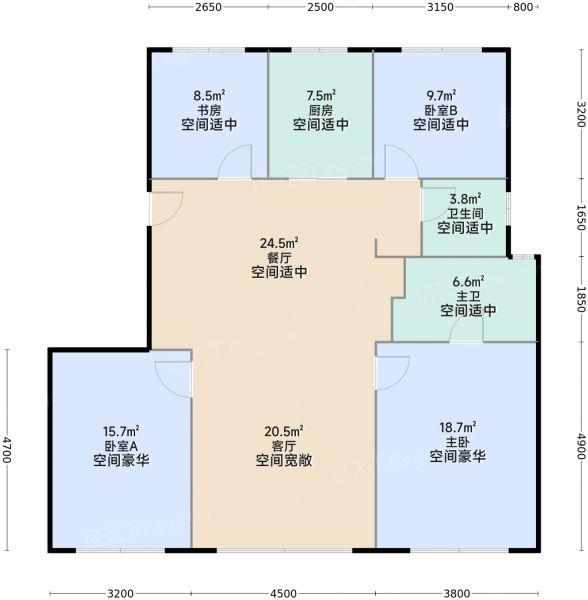 2650 2500 3150 800
8.5㎡
书房
空间适中
7.5㎡
厨房
空间适中
9.7㎡
卧室B
空间适中
3200
3.8㎡
卫生间
空间适中
1650
24.5㎡
餐厅
空间适中
6.6㎡
主卫
空间适中
1850
15.7㎡
卧室A
空间豪华
20.5㎡
客厅
空间宽敞
18.7㎡
主卧
空间豪华
4700
4900
3200 4500 3800